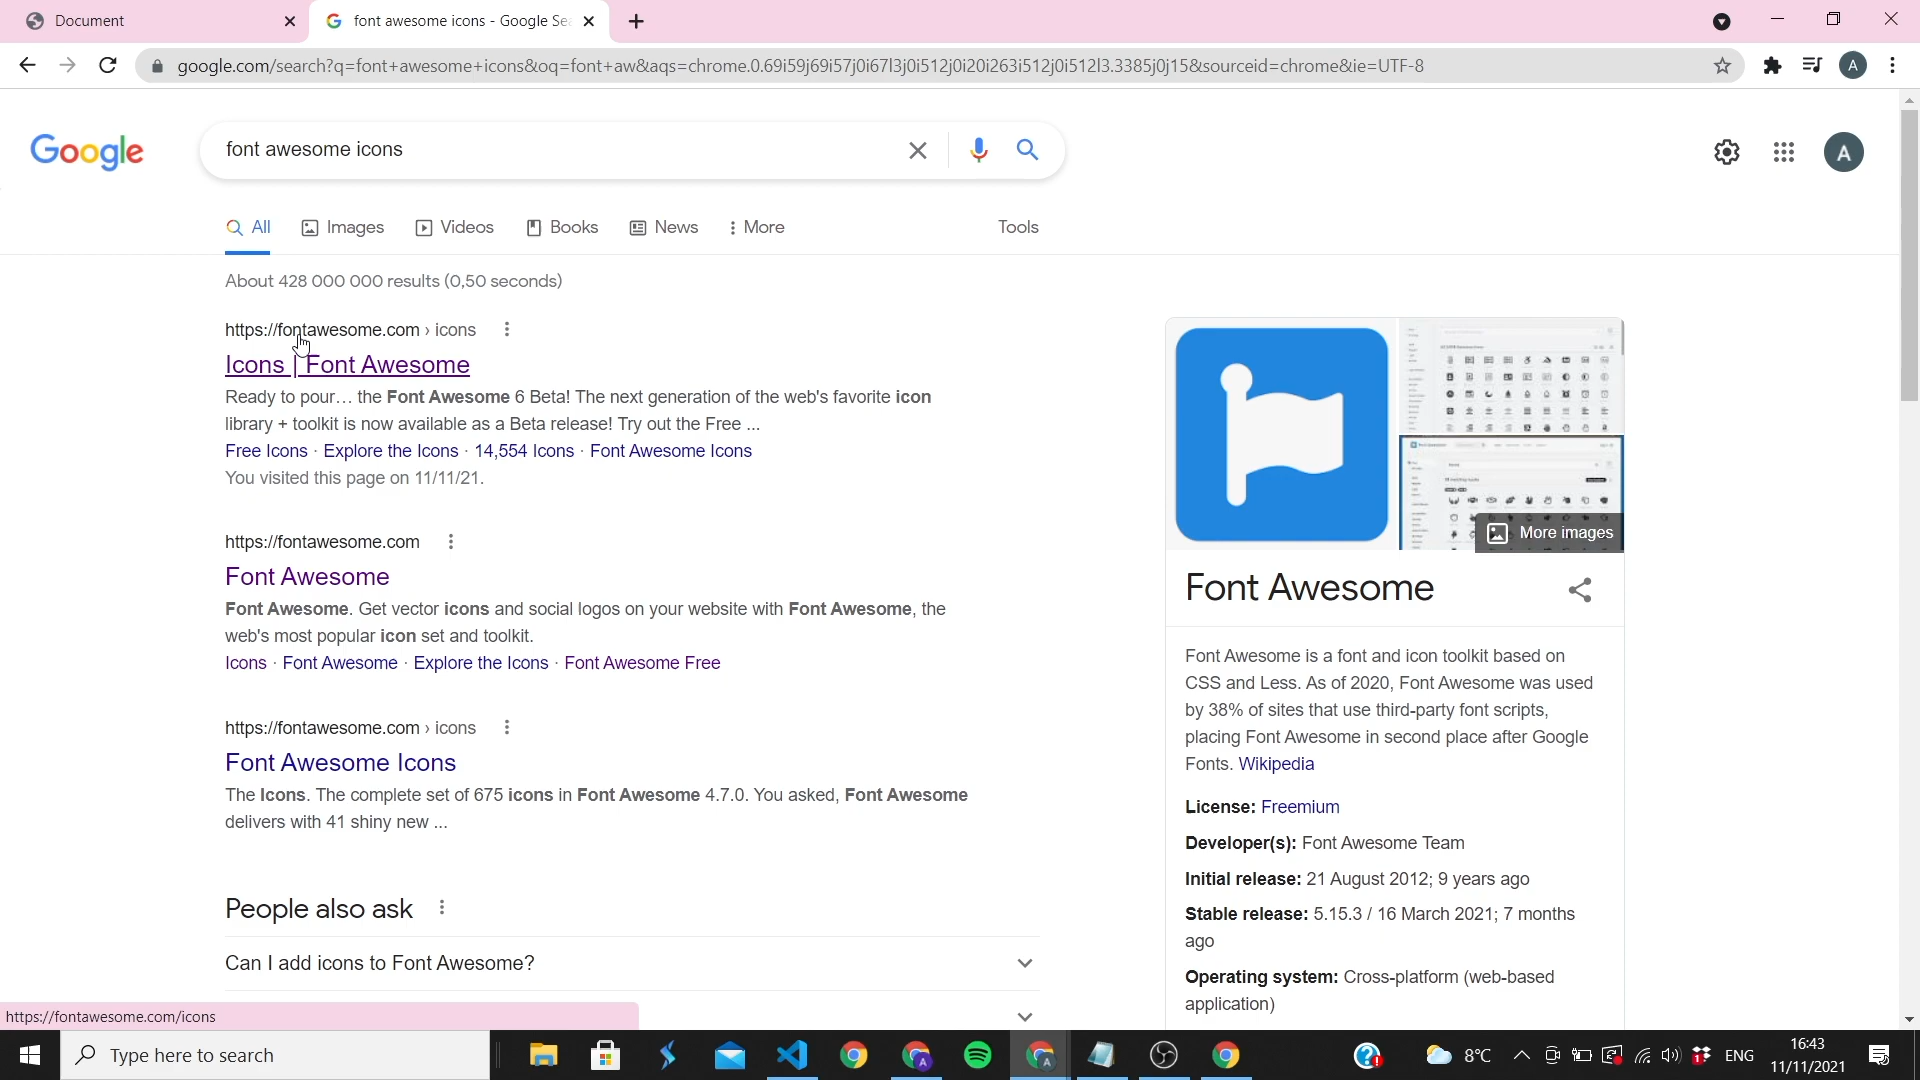 Document
font awesome icons - Google Se
google.com/search?q=font+awesome+icons&oq=font+aw&aqs=chrome.0.69i59j69i57j0i67l3j0i512j0i20i263i512j0i512l3.3385j0j15&sourceid=chrome&ie=UTF-8
A
Google
font awesome icons
A
All
Images
Videos
Books
News
More
Tools
About 428 000 000 results (0,50 seconds)
https://fontawesome.com › icons
Icons | Font Awesome
Ready to pour… the Font Awesome 6 Beta! The next generation of the web's favorite icon
library + toolkit is now available as a Beta release! Try out the Free ...
Free Icons · Explore the Icons · 14,554 Icons · Font Awesome Icons
You visited this page on 11/11/21.
https://fontawesome.com
Font Awesome
Font Awesome. Get vector icons and social logos on your website with Font Awesome, the
web's most popular icon set and toolkit.
Icons · Font Awesome · Explore the Icons · Font Awesome Free
https://fontawesome.com › icons
Font Awesome Icons
The Icons. The complete set of 675 icons in Font Awesome 4.7.0. You asked, Font Awesome
delivers with 41 shiny new ...
People also ask
Can I add icons to Font Awesome?
More images
Font Awesome
Font Awesome is a font and icon toolkit based on
CSS and Less. As of 2020, Font Awesome was used
by 38% of sites that use third-party font scripts,
placing Font Awesome in second place after Google
Fonts. Wikipedia
License: Freemium
Developer(s): Font Awesome Team
Initial release: 21 August 2012; 9 years ago
Stable release: 5.15.3 / 16 March 2021; 7 months
ago
Operating system: Cross-platform (web-based
application)
https://fontawesome.com/icons
Type here to search
8°C
ENG
16:43
11/11/2021